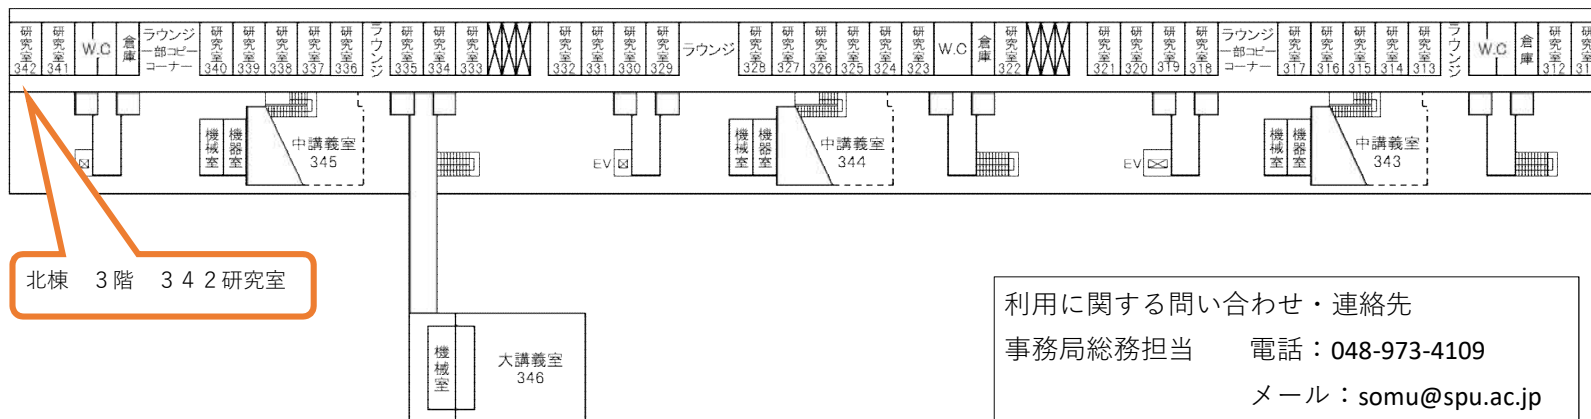 研究室 342
研究室 341
W.C
倉庫
ラウンジ
一部コピー
コーナー
研究室 340
研究室 339
研究室 338
研究室 337
研究室 336
ラウンジ
研究室 335
研究室 334
研究室 333
研究室 332
研究室 331
研究室 330
研究室 329
ラウンジ
研究室 328
研究室 327
研究室 326
研究室 325
研究室 324
研究室 323
W.C
倉庫
研究室 322
研究室 321
研究室 320
研究室 319
研究室 318
ラウンジ
一部コピー
コーナー
研究室 317
研究室 316
研究室 315
研究室 314
研究室 313
ラウンジ
W.C
倉庫
研究室 312
研究室
機械室
機器室
中講義室
345
EV
機械室
機器室
中講義室
344
EV
機械室
機器室
中講義室
343
北棟　3階　３４２研究室
機械室
大講義室
346
利用に関する問い合わせ・連絡先
事務局総務担当　　電話：048-973-4109
メール：somu@spu.ac.jp